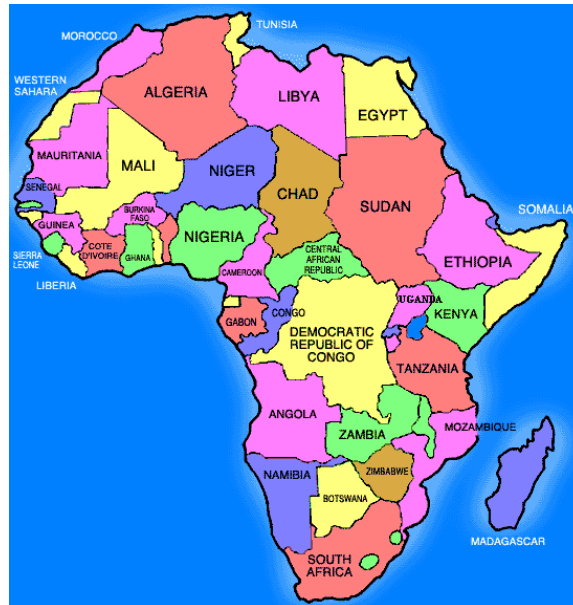 TUNISIA
MOROCCO
WESTERN
SAHARA
ALGERIA
LIBYA
EGYPT
MAURITANIA
MALI
NIGER
CHAD
SUDAN
SENEGAL
BURKINA
FASO
GUINEA
NIGERIA
SOMALIA
SIERRA
LEONE
COTE
D'IVOIRE
GHANA
LIBERIA
CENTRAL
AFRICAN
REPUBLIC
ETHIOPIA
CAMEROON
UGANDA
KENYA
GABON
CONGO
DEMOCRATIC
REPUBLIC OF
CONGO
TANZANIA
ANGOLA
ZAMBIA
MOZAMBIQUE
NAMIBIA
ZIMBABWE
BOTSWANA
MADAGASCAR
SOUTH
AFRICA